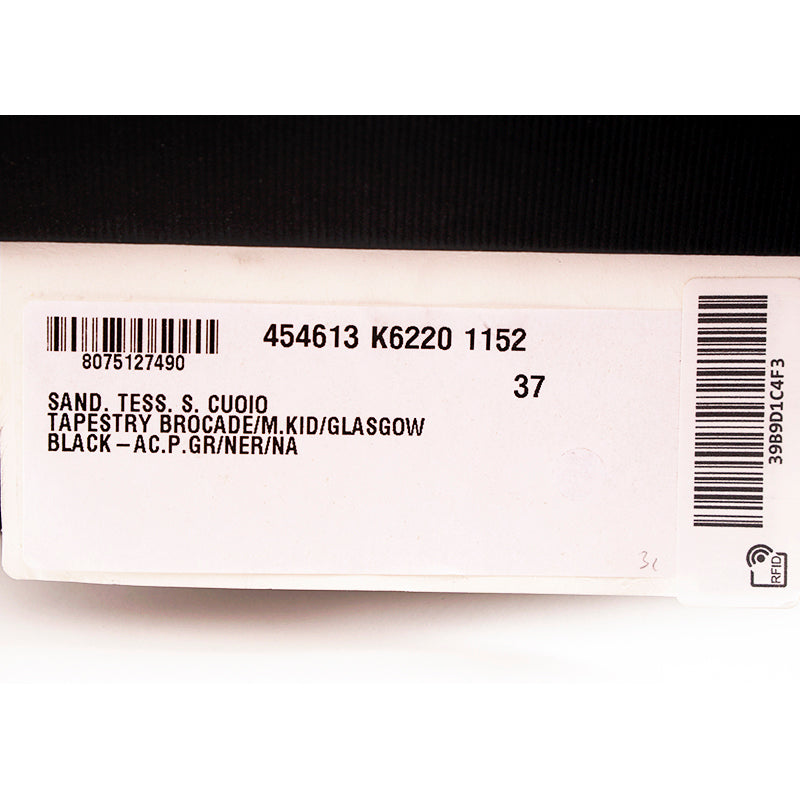 454613 K6220 1152
8075127490
37
SAND. TESS. S. CUOIO
TAPESTRY BROCADE/M.KID/GLASGOW
BLACK–AC.P.GR/NER/NA
39B9D1C4F3
RFID